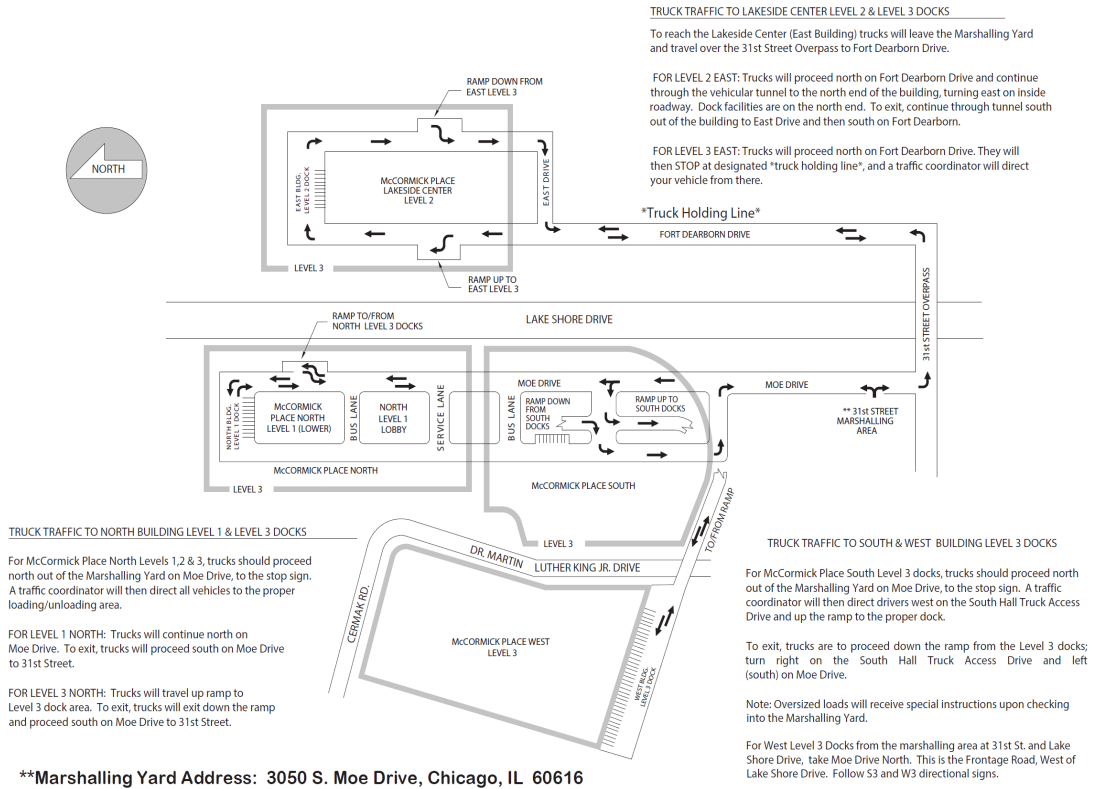 TRUCK TRAFFIC TO LAKESIDE CENTER LEVEL 2 & LEVEL 3 DOCKS
To reach the Lakeside Center (East Building) trucks will leave the Marshalling Yard
and travel over the 31st Street Overpass to Fort Dearborn Drive.
FOR LEVEL 2 EAST: Trucks will proceed north on Fort Dearborn Drive and continue
through the vehicular tunnel to the north end of the building, turning east on inside
roadway. Dock facilities are on the north end. To exit, continue through tunnel south
out of the building to East Drive and then south on Fort Dearborn.
FOR LEVEL 3 EAST: Trucks will proceed north on Fort Dearborn Drive. They will
then STOP at designated *truck holding line*, and a traffic coordinator will direct
your vehicle from there.
RAMP DOWN FROM
EAST LEVEL 3
NORTH
EAST BLDG.
LEVEL 2 DOCK
McCORMICK PLACE
LAKESIDE CENTER
LEVEL 2
EAST DRIVE
*Truck Holding Line*
FORT DEARBORN DRIVE
LEVEL 3
RAMP UP TO
EAST LEVEL 3
31st STREET OVERPASS
RAMP TO/FROM
NORTH LEVEL 3 DOCKS
LAKE SHORE DRIVE
NORTH BLDG.
LEVEL 1 DOCK
McCORMICK
PLACE NORTH
LEVEL 1 (LOWER)
BUS LANE
NORTH
LEVEL 1
LOBBY
SERVICE LANE
BUS LANE
MOE DRIVE
RAMP DOWN
FROM
SOUTH
DOCKS
RAMP UP TO
SOUTH DOCKS
MOE DRIVE
** 31st STREET
MARSHALLING
AREA
McCORMICK PLACE NORTH
LEVEL 3
McCORMICK PLACE SOUTH
LEVEL 3
TO/FROM RAMP
DR. MARTIN
LUTHER KING JR. DRIVE
CERMAK RD.
McCORMICK PLACE WEST
LEVEL 3
WEST BLDG.
LEVEL 3 DOCK
TRUCK TRAFFIC TO NORTH BUILDING LEVEL 1 & LEVEL 3 DOCKS
For McCormick Place North Levels 1,2 & 3, trucks should proceed
north out of the Marshalling Yard on Moe Drive, to the stop sign.
A traffic coordinator will then direct all vehicles to the proper
loading/unloading area.
FOR LEVEL 1 NORTH: Trucks will continue north on
Moe Drive. To exit, trucks will proceed south on Moe Drive
to 31st Street.
FOR LEVEL 3 NORTH: Trucks will travel up ramp to
Level 3 dock area. To exit, trucks will exit down the ramp
and proceed south on Moe Drive to 31st Street.
TRUCK TRAFFIC TO SOUTH & WEST BUILDING LEVEL 3 DOCKS
For McCormick Place South Level 3 docks, trucks should proceed north
out of the Marshalling Yard on Moe Drive, to the stop sign. A traffic
coordinator will then direct drivers west on the South Hall Truck Access
Drive and up the ramp to the proper dock.
To exit, trucks are to proceed down the ramp from the Level 3 docks;
turn right on the South Hall Truck Access Drive and left
(south) on Moe Drive.
Note: Oversized loads will receive special instructions upon checking
into the Marshalling Yard.
For West Level 3 Docks from the marshalling area at 31st St. and Lake
Shore Drive, take Moe Drive North. This is the Frontage Road, West of
Lake Shore Drive. Follow S3 and W3 directional signs.
**Marshalling Yard Address: 3050 S. Moe Drive, Chicago, IL 60616